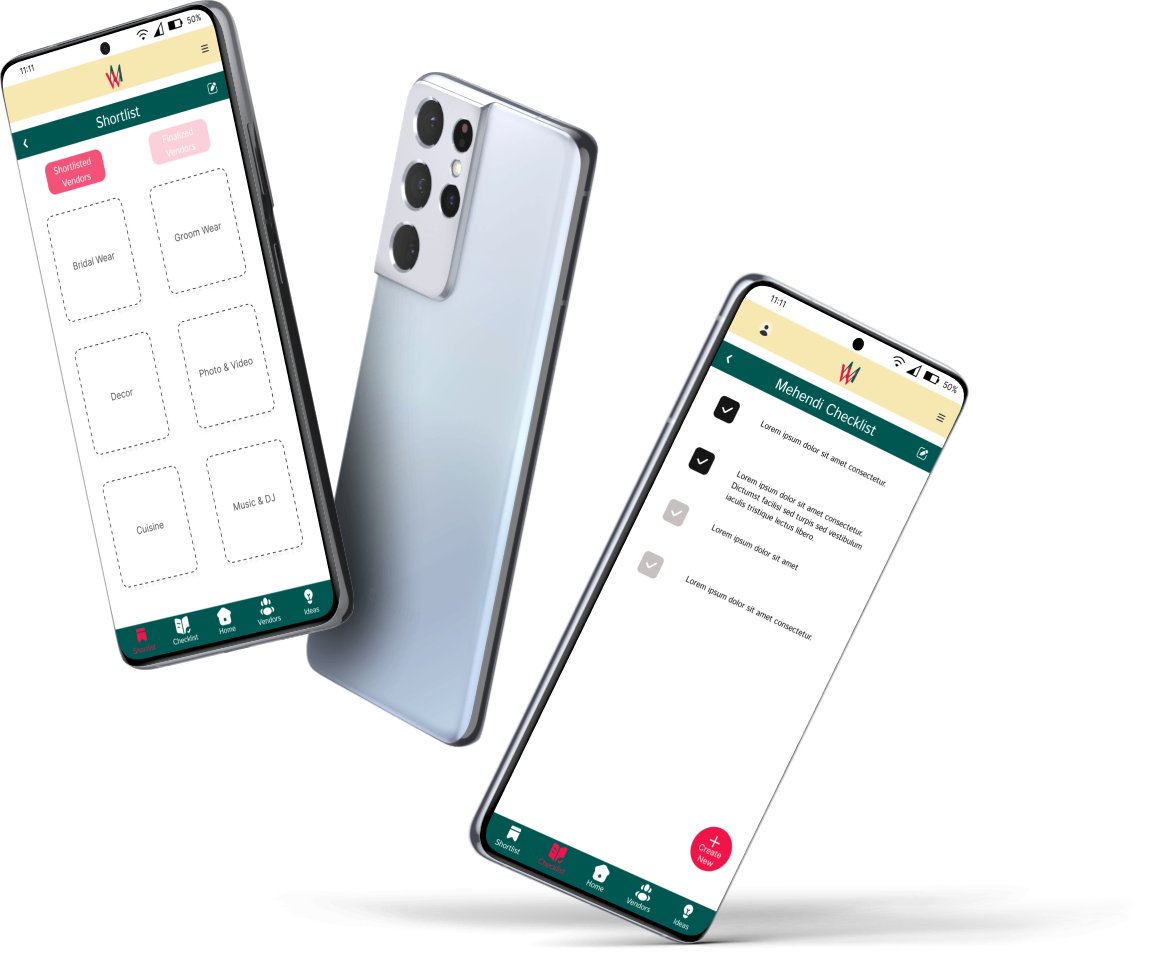 11:11
50%
Shortlist
Shortlisted
Vendors
Finalized
Vendors
Bridal Wear
Groom Wear
Decor
Photo & Video
Cuisine
Music & DJ
Shortlist
Checklist
Home
Vendors
Ideas
11:11
50%
Mehendi Checklist
Lorem ipsum dolor sit amet consectetur.
Lorem ipsum dolor sit amet consectetur.
Dictumst facilisi sed turpis sed vestibulum
iaculis tristique lectus libero.
Lorem ipsum dolor sit amet
Lorem ipsum dolor sit amet consectetur.
Create
New
Shortlist
Checklist
Home
Vendors
Ideas